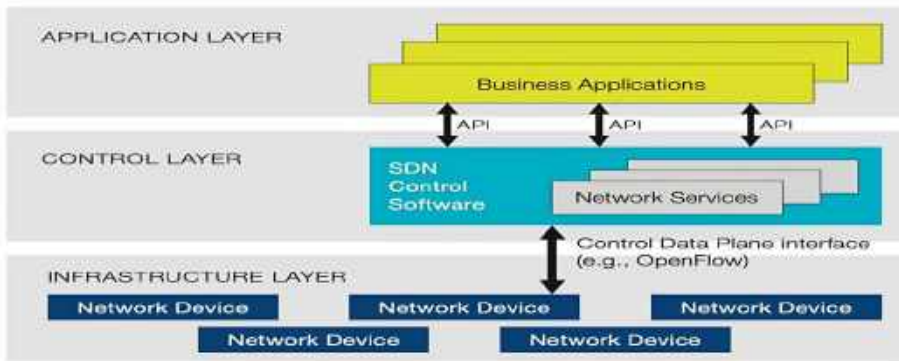 APPLICATION LAYER
Business Applications
API API API
CONTROL LAYER
SDN
Control
Software
Network Services
Control Data Plane interface
(e.g., OpenFlow)
INFRASTRUCTURE LAYER
Network Device Network Device Network Device
Network Device Network Device